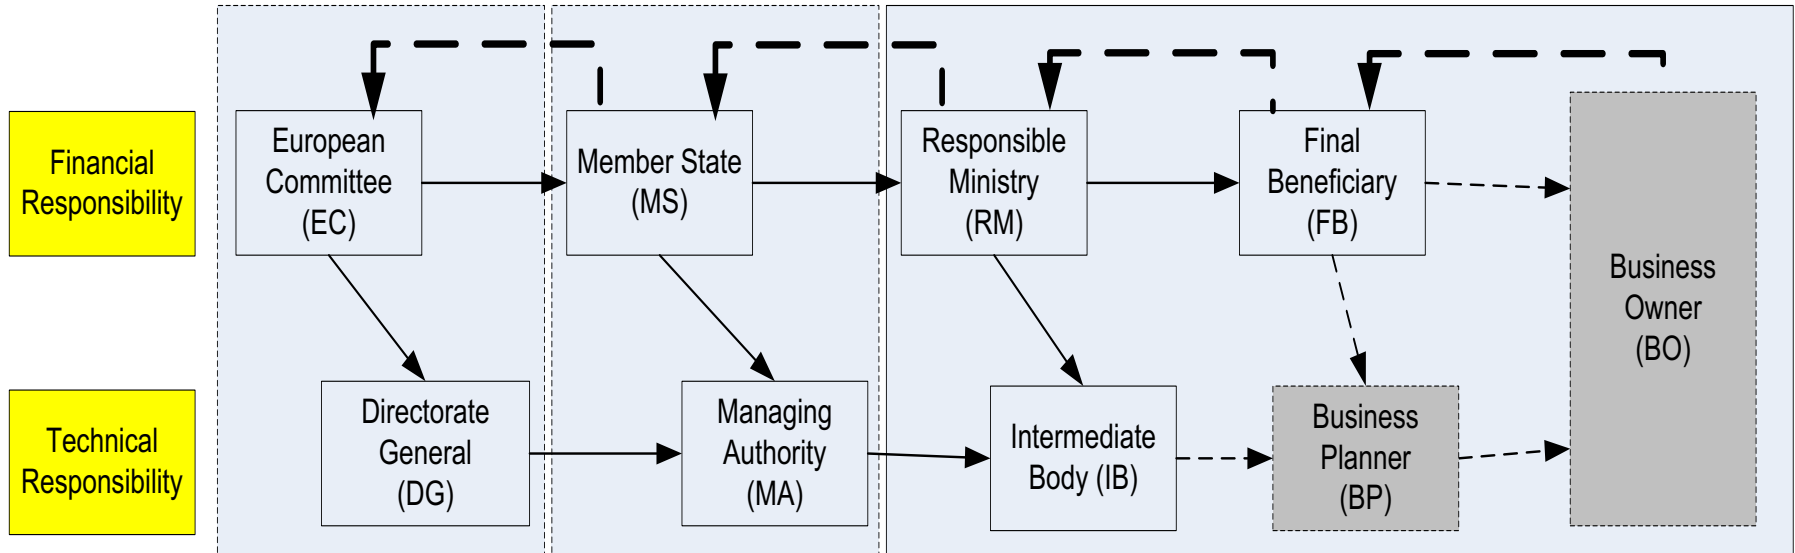 Financial
Responsibility
European
Committee
(EC)
Member State
(MS)
Responsible
Ministry
(RM)
Final
Beneficiary
(FB)
Business
Owner
(BO)
Technical
Responsibility
Directorate
General
(DG)
Managing
Authority
(MA)
Intermediate
Body (IB)
Business
Planner
(BP)